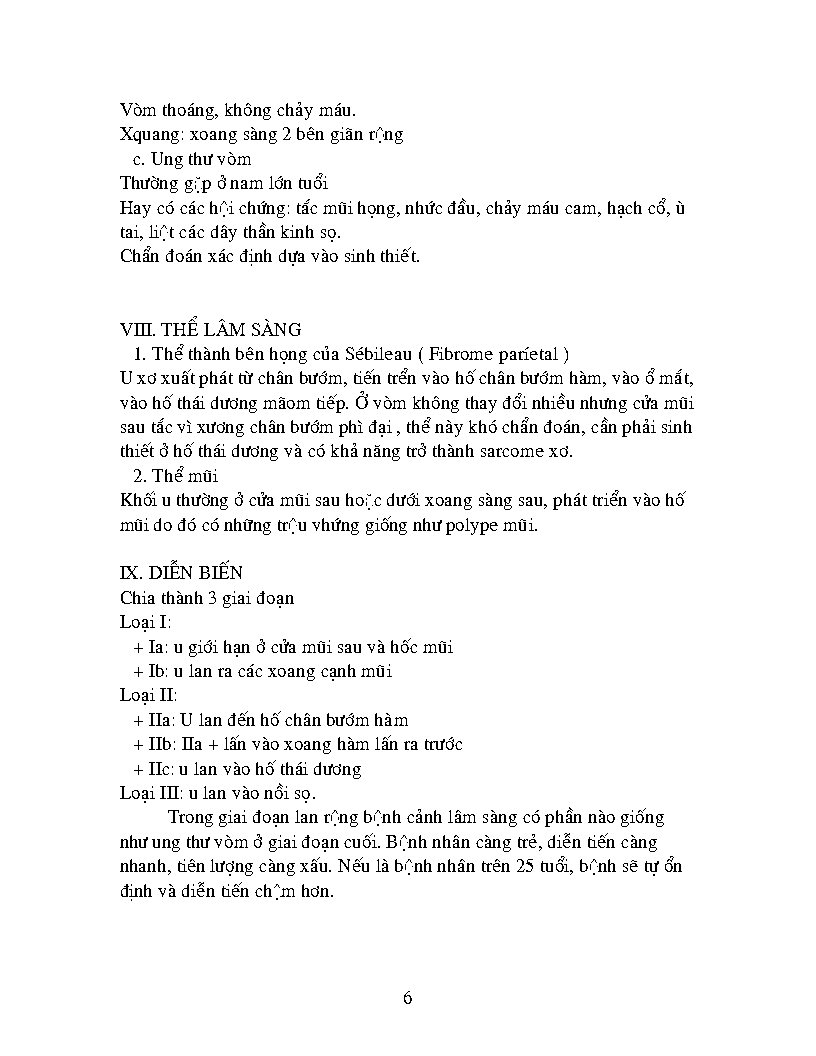 Vòm thoáng, không chảy máu.
Xquang: xoang sàng 2 bên giãn rộng
c. Ung thư vòm
Thường gặp ở nam lớn tuổi
Hay có các hội chứng: tắc mũi họng, nhức đầu, chảy máu cam, hạch cổ, ù
tai, liệt các dây thần kinh sọ.
Chẩn đoán xác định dựa vào sinh thiết.
VIII. THỂ LÂM SÀNG
1. Thể thành bên họng của Sébileau ( Fibrome paríetal )
U xơ xuất phát từ chân bướm, tiến trển vào hố chân bướm hàm, vào ổ mắt,
vào hố thái dương mãom tiếp. Ở vòm không thay đổi nhiều nhưng cửa mũi
sau tắc vì xương chân bướm phì đại , thể này khó chẩn đoán, cần phải sinh
thiết ở hố thái dương và có khả năng trở thành sarcome xơ.
2. Thể mũi
Khối u thường ở cửa mũi sau hoặc dưới xoang sàng sau, phát triển vào hố
mũi do đó có những trệu vhứng giống như polype mũi.
IX. DIỄN BIẾN
Chia thành 3 giai đoạn
Loại I:
+ Ia: u giới hạn ở cửa mũi sau và hốc mũi
+ Ib: u lan ra các xoang cạnh mũi
Loại II:
+ IIa: U lan đến hố chân bướm hàm
+ IIb: IIa + lấn vào xoang hàm lấn ra trước
+ IIc: u lan vào hố thái dương
Loại III: u lan vào nồi sọ.
Trong giai đoạn lan rộng bệnh cảnh lâm sàng có phần nào giống
như ung thư vòm ở giai đoạn cuối. Bệnh nhân càng trẻ, diễn tiến càng
nhanh, tiên lượng càng xấu. Nếu là bệnh nhân trên 25 tuổi, bệnh sẽ tự ổn
định và diễn tiến chậm hơn.
6